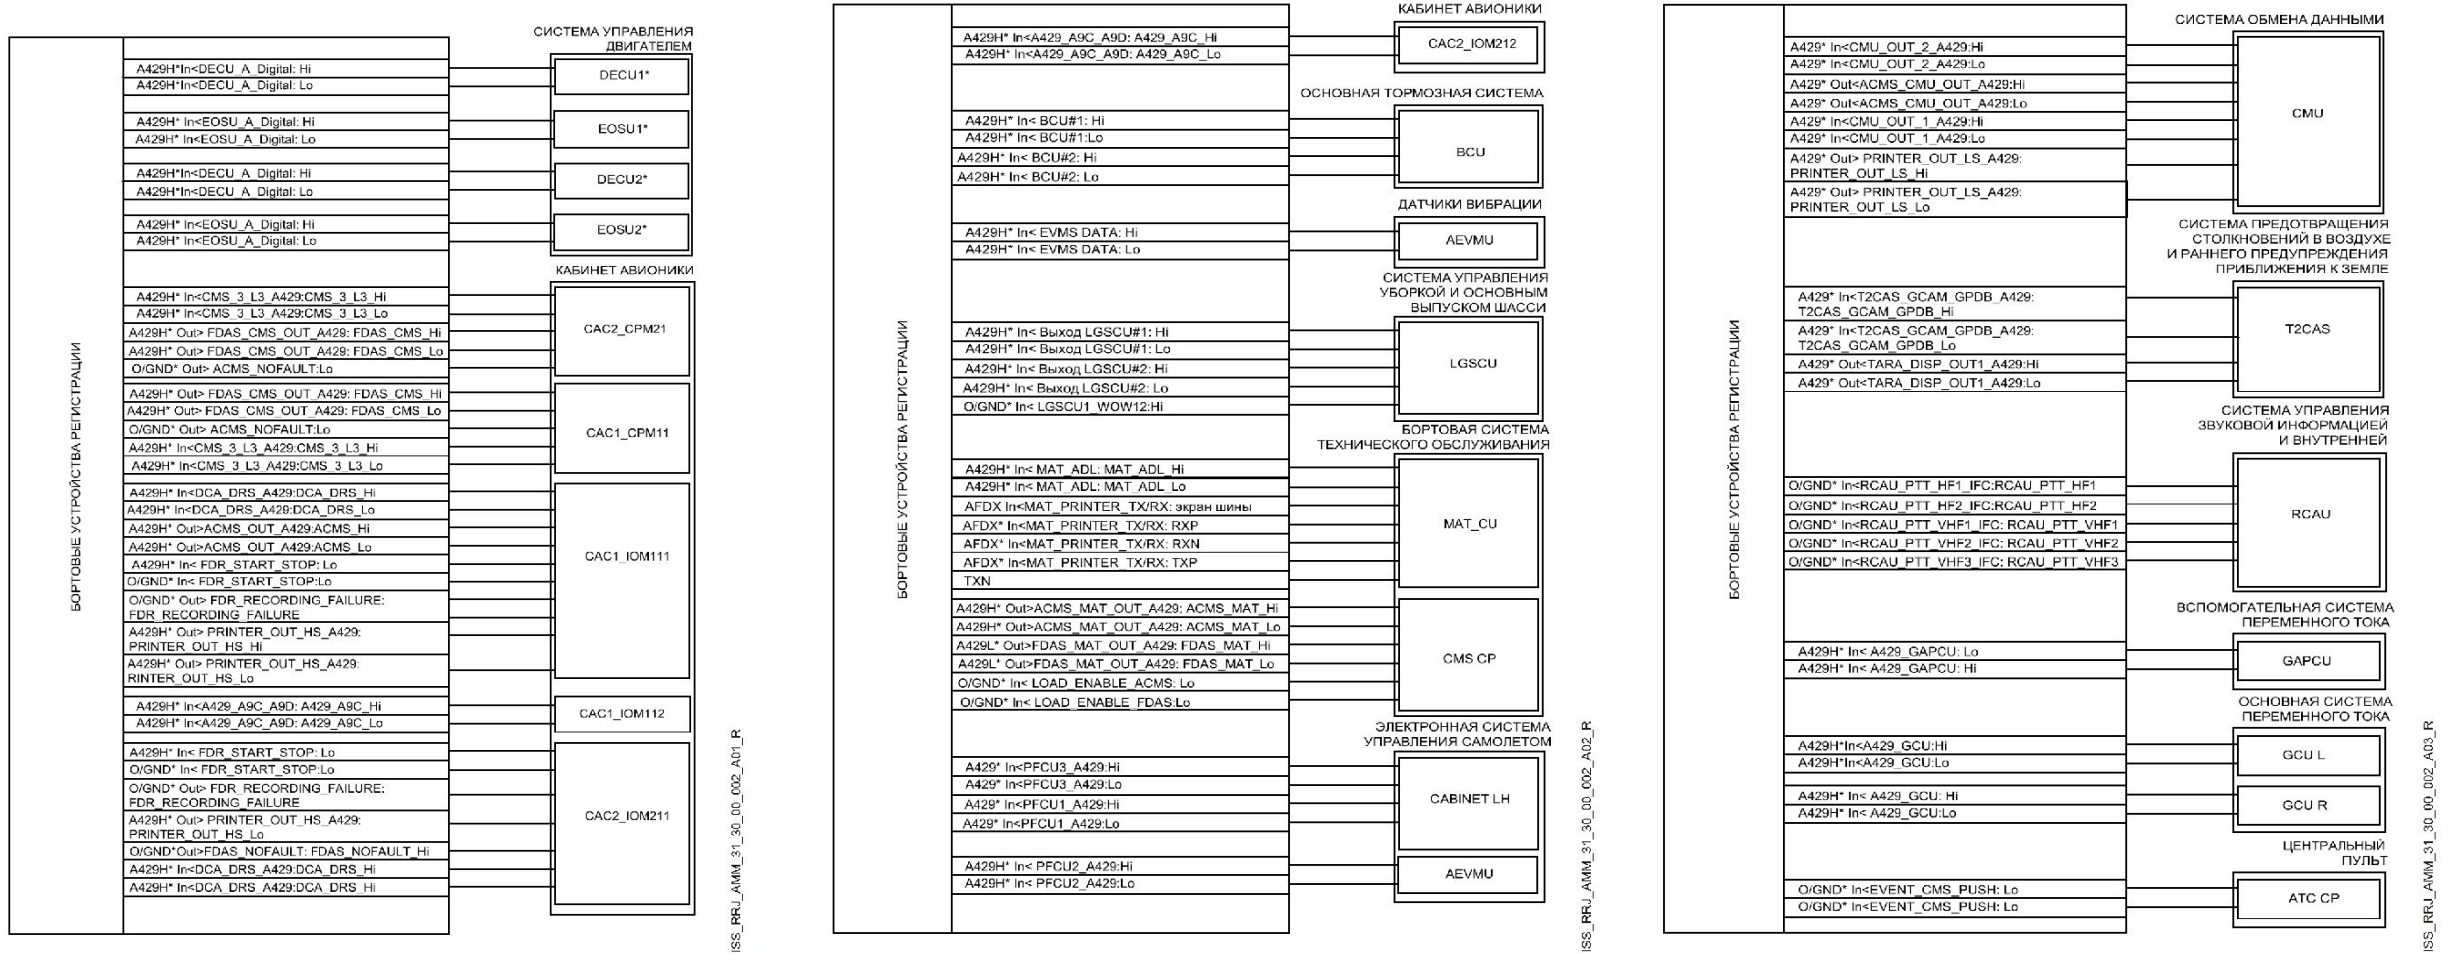 БОРТОВЫЕ УСТРОЙСТВА РЕГИСТРАЦИИ
СИСТЕМА УПРАВЛЕНИЯ
ДВИГАТЕЛЕМ
A429H*In<DECU_A_Digital: Hi
A429H*In<DECU_A_Digital: Lo
DECU1*
A429H* In<EOSU_A_Digital: Hi
A429H* In<EOSU_A_Digital: Lo
EOSU1*
A429H*In<DECU_A_Digital: Hi
A429H*In<DECU_A_Digital: Lo
DECU2*
A429H* In<EOSU_A_Digital: Hi
A429H* In<EOSU_A_Digital: Lo
EOSU2*
КАБИНЕТ АВИОНИКИ
A429H* In<CMS_3_L3_A429:CMS_3_L3_Hi
A429H* In<CMS_3_L3_A429:CMS_3_L3_Lo
A429H* Out> FDAS_CMS_OUT_A429: FDAS_CMS_Hi
A429H* Out> FDAS_CMS_OUT_A429: FDAS_CMS_Lo
O/GND* Out> ACMS_NOFAULT:Lo
CAC2_CPM21
A429H* Out> FDAS_CMS_OUT_A429: FDAS_CMS_Hi
A429H* Out> FDAS_CMS_OUT_A429: FDAS_CMS_Lo
O/GND* Out> ACMS_NOFAULT:Lo
A429H* In<CMS_3_L3_A429:CMS_3_L3_Hi
A429H* In<CMS_3_L3_A429:CMS_3_L3_Lo
CAC1_CPM11
A429H* In<DCA_DRS_A429:DCA_DRS_Hi
A429H* In<DCA_DRS_A429:DCA_DRS_Lo
A429H* Out>ACMS_OUT_A429:ACMS_Hi
A429H* Out>ACMS_OUT_A429:ACMS_Lo
A429H* In< FDR_START_STOP: Lo
O/GND* In< FDR_START_STOP:Lo
O/GND* Out> FDR_RECORDING_FAILURE:
FDR_RECORDING_FAILURE
A429H* Out> PRINTER_OUT_HS_A429:
PRINTER_OUT_HS_Hi
A429H* Out> PRINTER_OUT_HS_A429:
RINTER_OUT_HS_Lo
CAC1_IOM111
A429H* In<A429_A9C_A9D: A429_A9C_Hi
A429H* In<A429_A9C_A9D: A429_A9C_Lo
CAC1_IOM112
A429H* In< FDR_START_STOP: Lo
O/GND* In< FDR_START_STOP:Lo
O/GND* Out> FDR_RECORDING_FAILURE:
FDR_RECORDING_FAILURE
A429H* Out> PRINTER_OUT_HS_A429:
PRINTER_OUT_HS_Lo
O/GND*Out>FDAS_NOFAULT: FDAS_NOFAULT_Hi
A429H* In<DCA_DRS_A429:DCA_DRS_Hi
A429H* In<DCA_DRS_A429:DCA_DRS_Hi
CAC2_IOM211
ISS_RRJ_AMM_31_30_00_002_A01_R
БОРТОВЫЕ УСТРОЙСТВА РЕГИСТРАЦИИ
КАБИНЕТ АВИОНИКИ
A429H* In<A429_A9C_A9D: A429_A9C_Hi
A429H* In<A429_A9C_A9D: A429_A9C_Lo
CAC2_IOM212
ОСНОВНАЯ ТОРМОЗНАЯ СИСТЕМА
A429H* In< BCU#1: Hi
A429H* In< BCU#1:Lo
A429H* In< BCU#2: Hi
A429H* In< BCU#2: Lo
BCU
ДАТЧИКИ ВИБРАЦИИ
A429H* In< EVMS DATA: Hi
A429H* In< EVMS DATA: Lo
AEVMU
СИСТЕМА УПРАВЛЕНИЯ
УБОРКОЙ И ОСНОВНЫМ
ВЫПУСКОМ ШАССИ
A429H* In< Выход LGSCU#1: Hi
A429H* In< Выход LGSCU#1: Lo
A429H* In< Выход LGSCU#2: Hi
A429H* In< Выход LGSCU#2: Lo
O/GND* In< LGSCU1_WOW12:Hi
LGSCU
БОРТОВАЯ СИСТЕМА
ТЕХНИЧЕСКОГО ОБСЛУЖИВАНИЯ
A429H* In< MAT_ADL: MAT_ADL_Hi
A429H* In< MAT_ADL: MAT_ADL_Lo
AFDX In<MAT_PRINTER_TX/RX: экран шины
AFDX* In<MAT_PRINTER_TX/RX: RXP
AFDX* In<MAT_PRINTER_TX/RX: RXN
AFDX* In<MAT_PRINTER_TX/RX: TXP
TXN
MAT_CU
A429H* Out>ACMS_MAT_OUT_A429: ACMS_MAT_Hi
A429H* Out>ACMS_MAT_OUT_A429: ACMS_MAT_Lo
A429L* Out>FDAS_MAT_OUT_A429: FDAS_MAT_Hi
A429L* Out>FDAS_MAT_OUT_A429: FDAS_MAT_Lo
O/GND* In< LOAD_ENABLE_ACMS: Lo
O/GND* In< LOAD_ENABLE_FDAS:Lo
CMS CP
ЭЛЕКТРОННАЯ СИСТЕМА
УПРАВЛЕНИЯ САМОЛЕТОМ
A429* In<PFCU3_A429:Hi
A429* In<PFCU3_A429:Lo
A429* In<PFCU1_A429:Hi
A429* In<PFCU1_A429:Lo
CABINET LH
A429H* In< PFCU2_A429:Hi
A429H* In< PFCU2_A429:Lo
AEVMU
ISS_RRJ_AMM_31_30_00_002_A02_R
БОРТОВЫЕ УСТРОЙСТВА РЕГИСТРАЦИИ
СИСТЕМА ОБМЕНА ДАННЫМИ
A429* In<CMU_OUT_2_A429:Hi
A429* In<CMU_OUT_2_A429:Lo
A429* Out<ACMS_CMU_OUT_A429:Hi
A429* Out<ACMS_CMU_OUT_A429:Lo
A429* In<CMU_OUT_1_A429:Hi
A429* In<CMU_OUT_1_A429:Lo
A429* Out> PRINTER_OUT_LS_A429:
PRINTER_OUT_LS_Hi
A429* Out> PRINTER_OUT_LS_A429:
PRINTER_OUT_LS_Lo
CMU
СИСТЕМА ПРЕДОТВРАЩЕНИЯ
СТОЛКНОВЕНИЙ В ВОЗДУХЕ
И РАННЕГО ПРЕДУПРЕЖДЕНИЯ
ПРИБЛИЖЕНИЯ К ЗЕМЛЕ
A429* In<T2CAS_GCAM_GPDB_A429:
T2CAS_GCAM_GPDB_Hi
A429* In<T2CAS_GCAM_GPDB_A429:
T2CAS_GCAM_GPDB_Lo
A429* Out<TARA_DISP_OUT1_A429:Hi
A429* Out<TARA_DISP_OUT1_A429:Lo
T2CAS
СИСТЕМА УПРАВЛЕНИЯ
ЗВУКОВОЙ ИНФОРМАЦИЕЙ
И ВНУТРЕННЕЙ
O/GND* In<RCAU_PTT_HF1_IFC:RCAU_PTT_HF1
O/GND* In<RCAU_PTT_HF2_IFC:RCAU_PTT_HF2
O/GND* In<RCAU_PTT_VHF1_IFC: RCAU_PTT_VHF1
O/GND* In<RCAU_PTT_VHF2_IFC: RCAU_PTT_VHF2
O/GND* In<RCAU_PTT_VHF3_IFC: RCAU_PTT_VHF3
RCAU
ВСПОМОГАТЕЛЬНАЯ СИСТЕМА
ПЕРЕМЕННОГО ТОКА
A429H* In< A429_GAPCU: Lo
A429H* In< A429_GAPCU: Hi
GAPCU
ОСНОВНАЯ СИСТЕМА
ПЕРЕМЕННОГО ТОКА
A429H*In<A429_GCU:Hi
A429H*In<A429_GCU:Lo
GCU L
A429H* In< A429_GCU: Hi
A429H* In< A429_GCU:Lo
GCU R
ЦЕНТРАЛЬНЫЙ
ПУЛЬТ
O/GND* In<EVENT_CMS_PUSH: Lo
O/GND* In<EVENT_CMS_PUSH: Lo
ATC CP
ISS_RRJ_AMM_31_30_00_002_A03_R